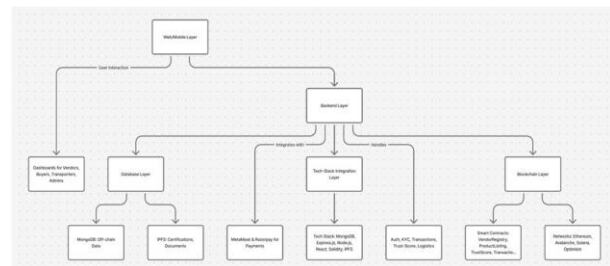 Web/Mobile Layer
User Interaction
Backend Layer
Integrates with
Handles
Dashboards for Vendors,
Buyers, Transporters,
Admins
Database Layer
Tech-Stack Integration
Layer
Blockchain Layer
MongoDB: Off-chain
Data
IPFS: Certifications,
Documents
MetaMask & Razorpay for
Payments
Tech Stack: MongoDB,
Express.js, Node.js,
React, Solidity, IPFS
Auth, KYC, Transactions,
Trust Score, Logistics
Smart Contracts:
VendorRegistry,
ProductListing,
TrustScore, Transactio...
Networks: Ethereum,
Avalanche, Solana,
Optimism